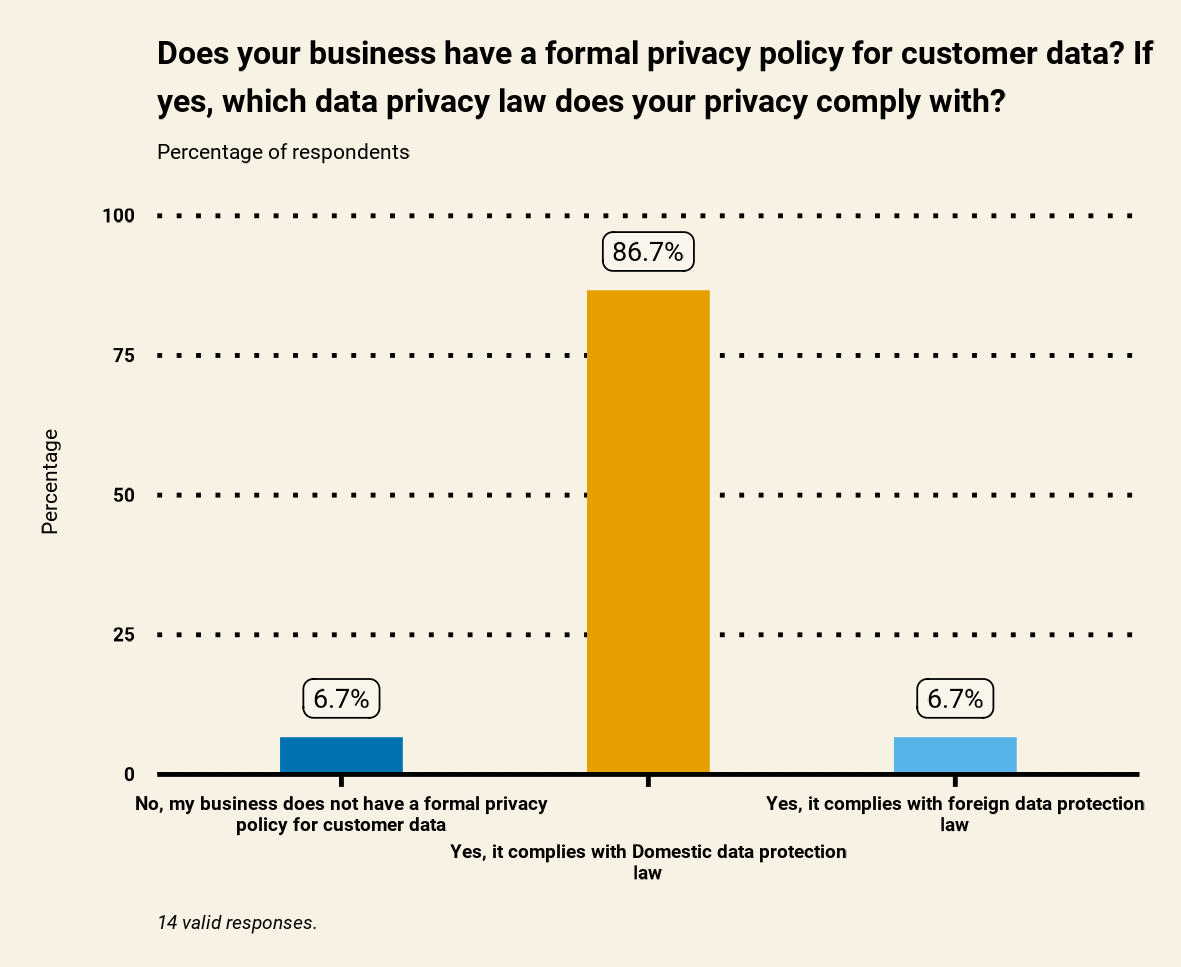 Does your business have a formal privacy policy for customer data? If
yes, which data privacy law does your privacy comply with?
Percentage of respondents
Percentage
100
75
50
25
0
86.7%
6.7%
6.7%
No, my business does not have a formal privacy
policy for customer data
Yes, it complies with Domestic data protection
law
Yes, it complies with foreign data protection
law
14 valid responses.